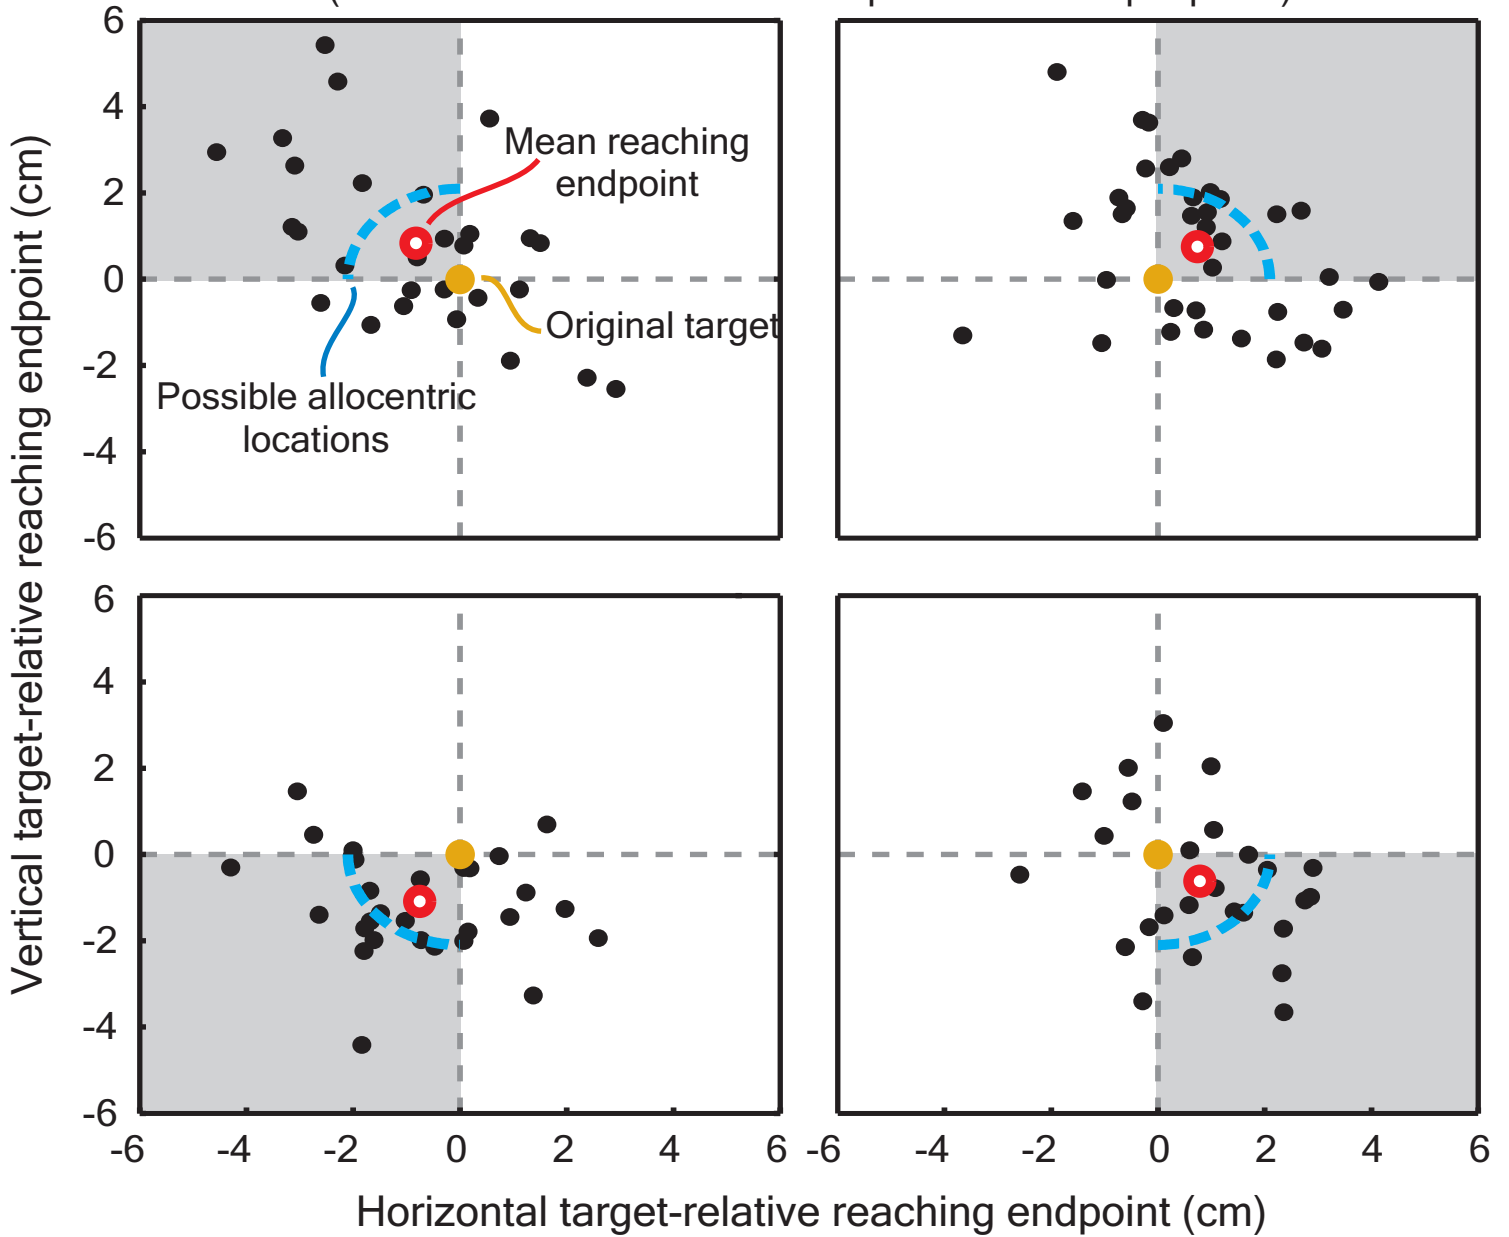 6
4
2
0
-2
-4
-6
Mean reaching
endpoint
Original target
Possible allocentric
locations
6
4
2
0
-2
-4
-6
-6 -4 -2 0 2 4 6
-6 -4 -2 0 2 4 6
Horizontal target-relative reaching endpoint (cm)
Vertical target-relative reaching endpoint (cm)